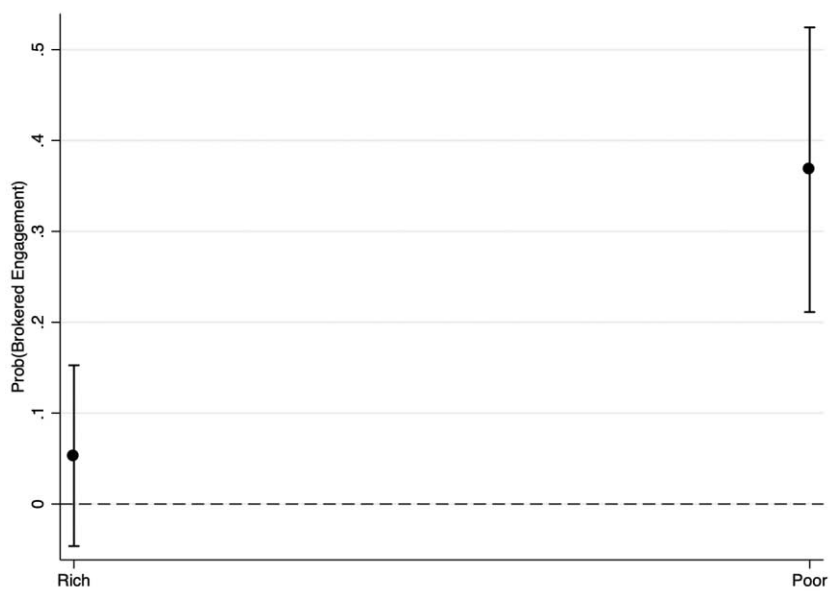 Prob(Brokered Engagement)
.5
.4
.3
.2
.1
0
Rich
Poor